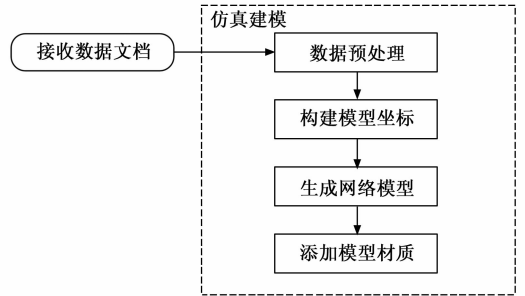 仿真建模
接收数据文档
数据预处理
构建模型坐标
生成网络模型
添加模型材质